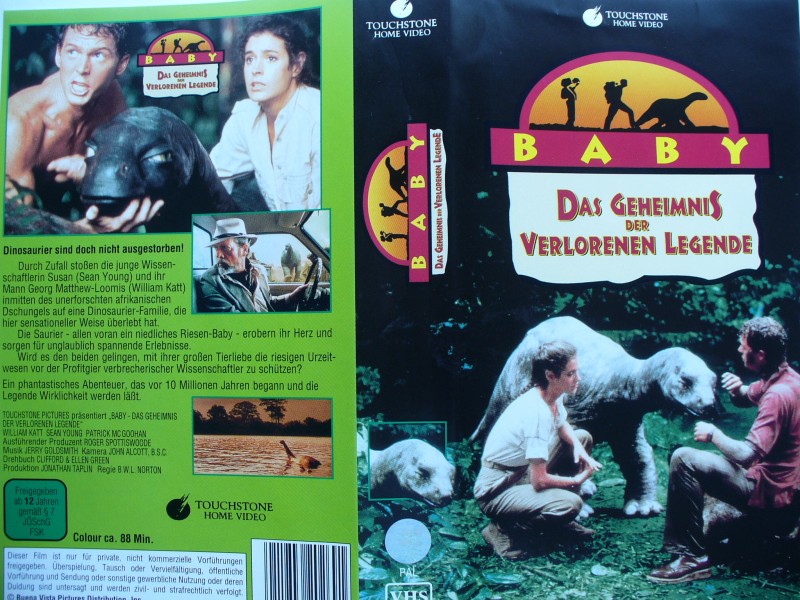 BABY
DAS GEHEIMNIS
DER
VERLORENEN LEGENDE
Dinosaurier sind doch nicht ausgestorben!
Durch Zufall stoßen die junge Wissen-
schaftlerin Susan (Sean Young) und ihr
Mann Georg Matthew-Loomis (William Katt)
inmitten des unerforschten afrikanischen
Dschungels auf eine Dinosaurier-Familie, die
hier sensationeller Weise überlebt hat.
Die Saurier - allen voran ein niedliches Riesen-Baby - erobern ihr Herz und
sorgen für unglaublich spannende Erlebnisse.
Wird es den beiden gelingen, mit ihrer großen Tierliebe die riesigen Urzeit-
wesen vor der Profitgier verbrecherischer Wissenschaftler zu schützen?
Ein phantastisches Abenteuer, das vor 10 Millionen Jahren begann und die
Legende Wirklichkeit werden läßt.
TOUCHSTONE PICTURES präsentiert „BABY - DAS GEHEIMNIS
DER VERLORENEN LEGENDE"
WILLIAM KATT SEAN YOUNG PATRICK McGOOHAN
Ausführender Produzent ROGER SPOTTISWOODE
Musik JERRY GOLDSMITH Kamera JOHN ALCOTT, B.S.C.
Drehbuch CLIFFORD & ELLEN GREEN
Produktion JONATHAN TAPLIN Regie B.W.L. NORTON
Freigegeben
ab 12 Jahren
gemäß § 7
JÖSchG
FSK
TOUCHSTONE
HOME VIDEO
Colour ca. 88 Min.
Dieser Film ist nur für private, nicht kommerzielle Vorführungen
freigegeben. Überspielung, Tausch oder Vervielfältigung, öffentliche
Vorführung und Sendung oder sonstige gewerbliche Nutzung oder deren
Duldung sind untersagt und werden zivil- und strafrechtlich verfolgt.
© Buena Vista Pictures Distribution, Inc.
TOUCHSTONE
HOME VIDEO
BABY
DAS GEHEIMNIS DER VERLORENEN LEGENDE
PAL
VHS
TOUCHSTONE
HOME VIDEO
BABY
DAS GEHEIMNIS
DER
VERLORENEN LEGENDE